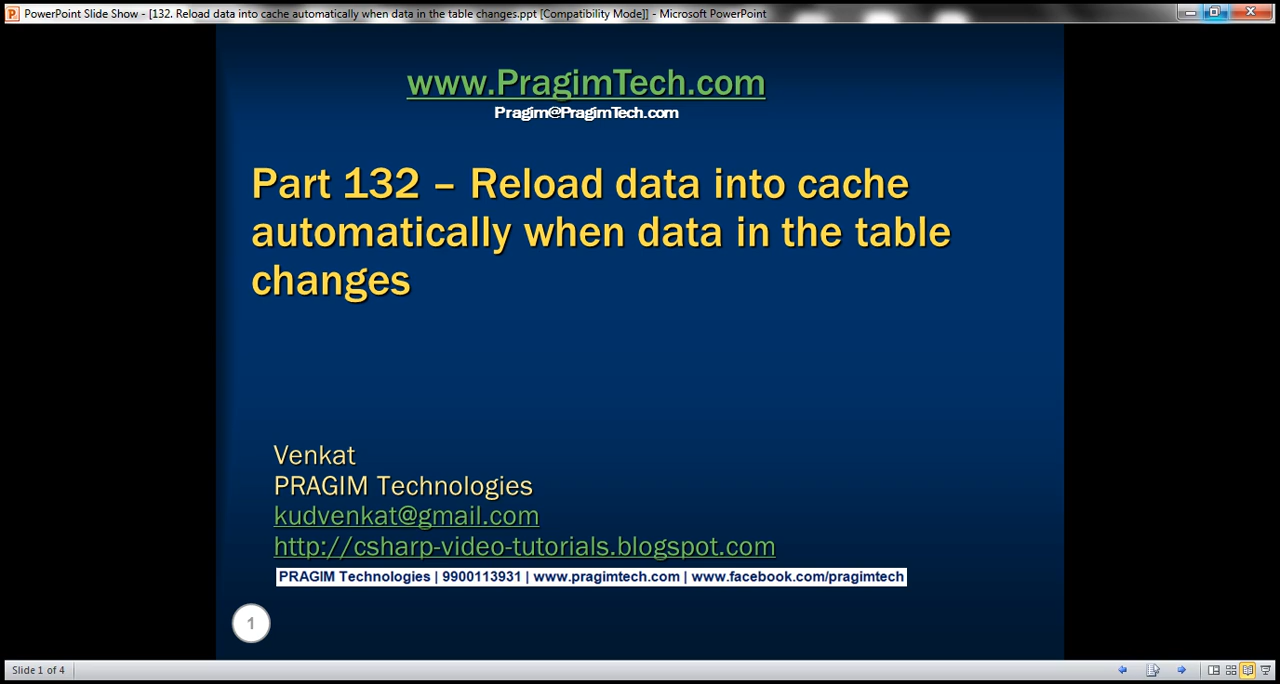 PowerPoint Slide Show - [132. Reload data into cache automatically when data in the table changes.ppt [Compatibility Mode]] - Microsoft PowerPoint
www.PragimTech.com
Pragim@PragimTech.com
Part 132 – Reload data into cache
automatically when data in the table
changes
Venkat
PRAGIM Technologies
kudvenkat@gmail.com
http://csharp-video-tutorials.blogspot.com
PRAGIM Technologies | 9900113931 | www.pragimtech.com | www.facebook.com/pragimtech
1
Slide 1 of 4